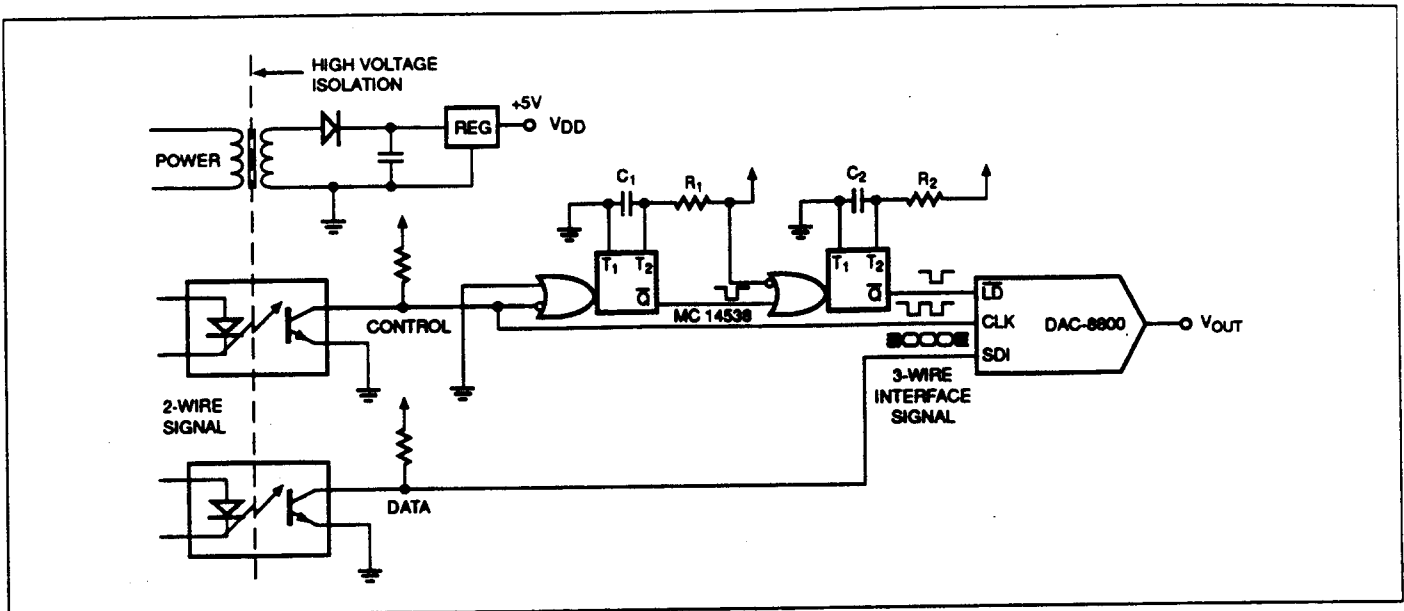 HIGH VOLTAGE
ISOLATION
POWER
REG
+5V
VDD
C1
R1
C2
R2
T1 T2
Q̅
T1 T2
Q̅
MC 14538
CONTROL
L̅D̅
CLK
SDI
DAC-8800
VOUT
3-WIRE
INTERFACE
SIGNAL
2-WIRE
SIGNAL
DATA